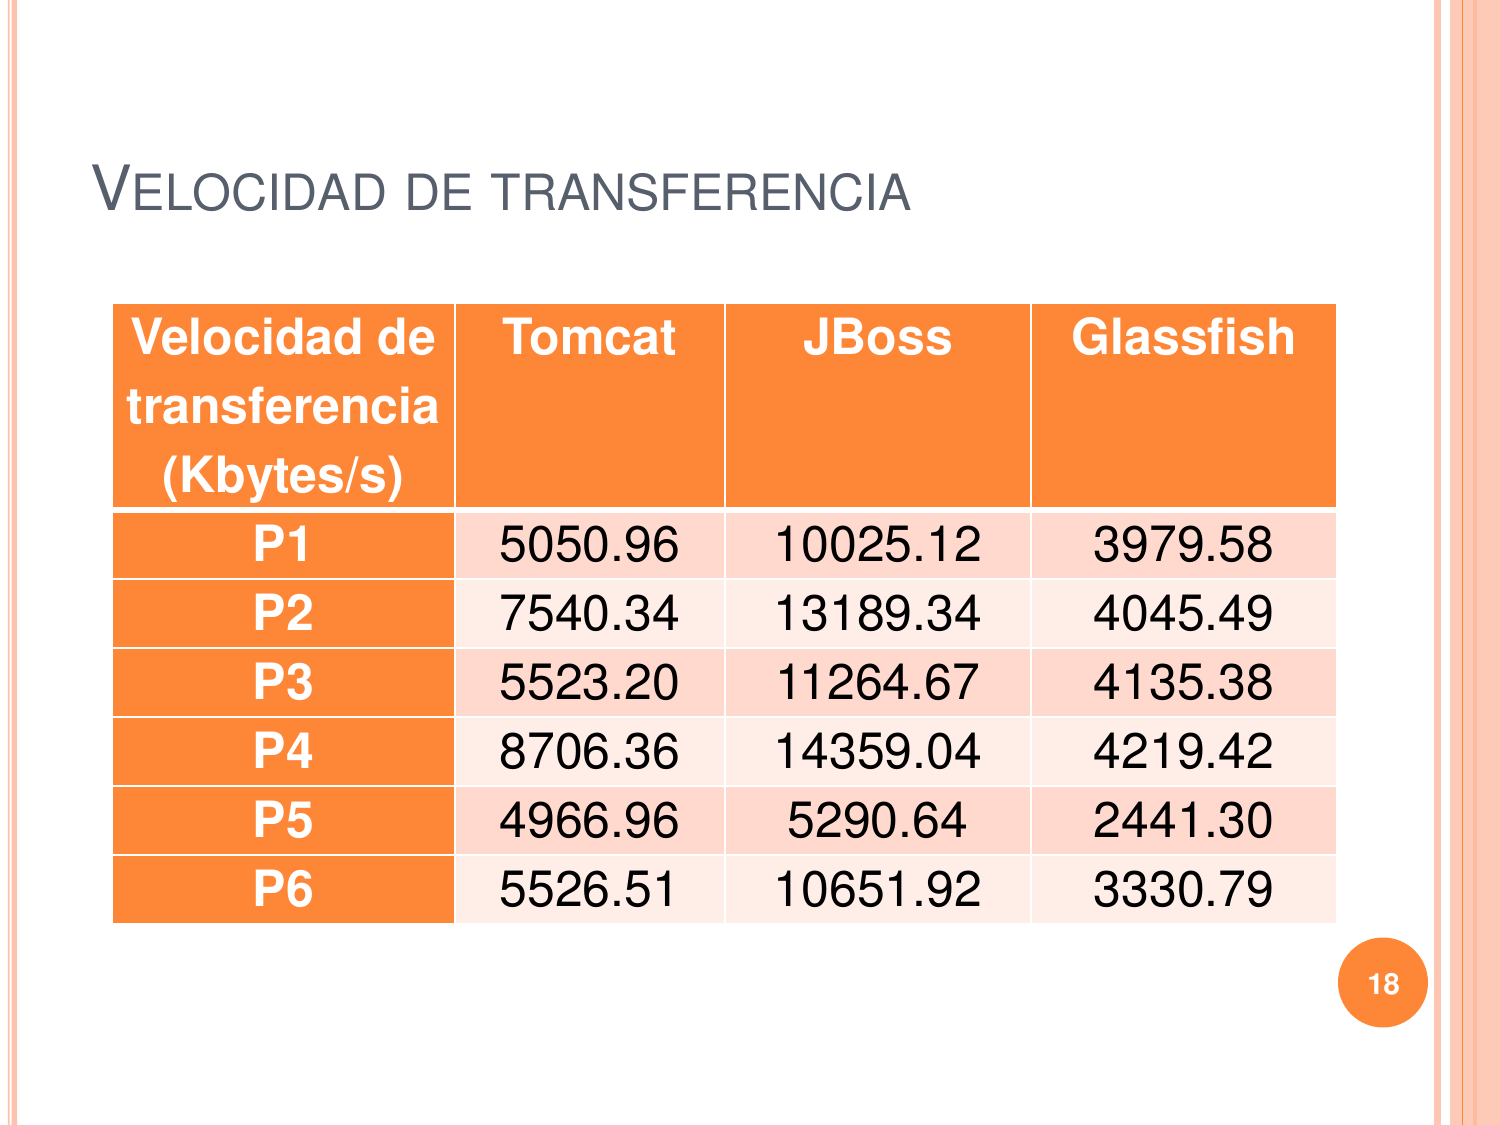 VELOCIDAD DE TRANSFERENCIA
Velocidad de transferencia (Kbytes/s) Tomcat JBoss Glassfish
P1 5050.96 10025.12 3979.58
P2 7540.34 13189.34 4045.49
P3 5523.20 11264.67 4135.38
P4 8706.36 14359.04 4219.42
P5 4966.96 5290.64 2441.30
P6 5526.51 10651.92 3330.79
18